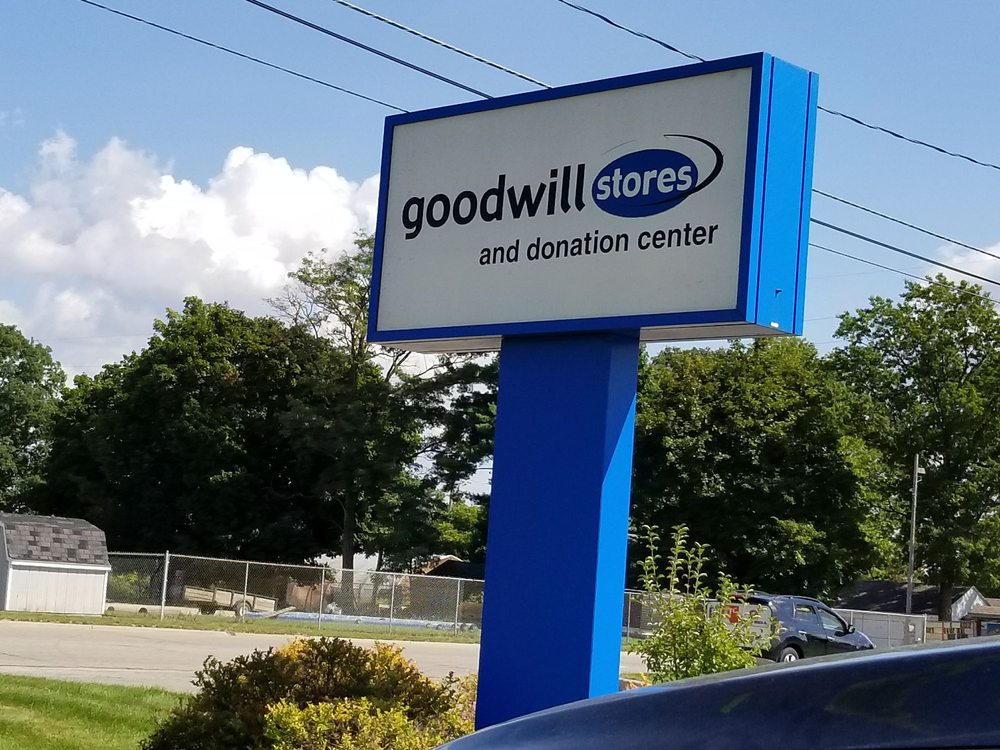 goodwill stores
and donation center